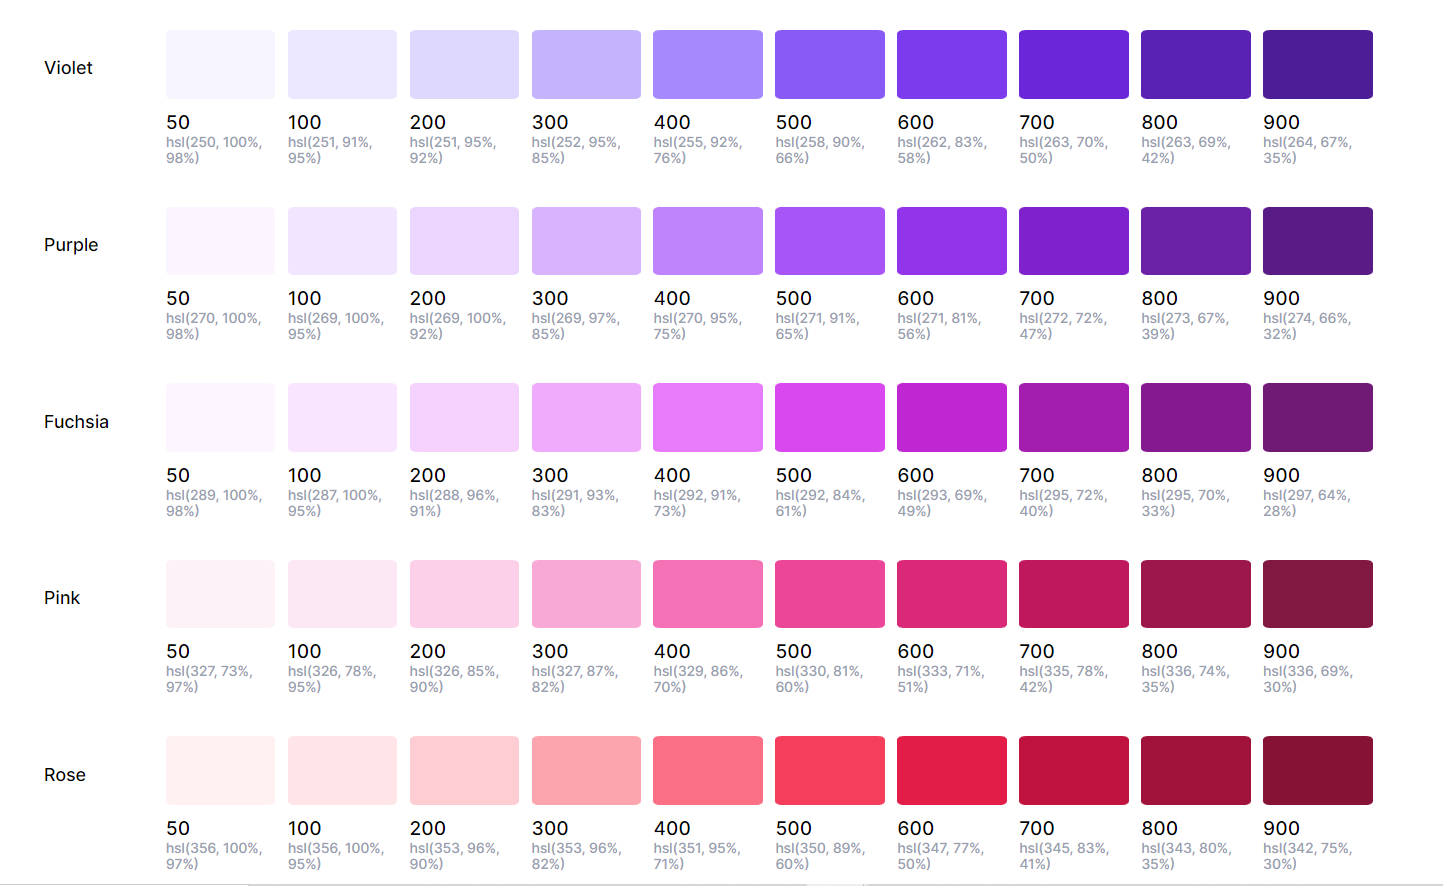 Violet
50 100 200 300 400 500 600 700 800 900
hsl(250, 100%, hsl(251, 91%, hsl(251, 95%, hsl(252, 95%, hsl(255, 92%, hsl(258, 90%, hsl(262, 83%, hsl(263, 70%, hsl(263, 69%, hsl(264, 67%,
98%) 95%) 92%) 85%) 76%) 66%) 58%) 50%) 42%) 35%)
Purple
50 100 200 300 400 500 600 700 800 900
hsl(270, 100%, hsl(269, 100%, hsl(269, 100%, hsl(269, 97%, hsl(270, 95%, hsl(271, 91%, hsl(271, 81%, hsl(272, 72%, hsl(273, 67%, hsl(274, 66%,
98%) 95%) 92%) 85%) 75%) 65%) 56%) 47%) 39%) 32%)
Fuchsia
50 100 200 300 400 500 600 700 800 900
hsl(289, 100%, hsl(287, 100%, hsl(288, 96%, hsl(291, 93%, hsl(292, 91%, hsl(292, 84%, hsl(293, 69%, hsl(295, 72%, hsl(295, 70%, hsl(297, 64%,
98%) 95%) 91%) 83%) 73%) 61%) 49%) 40%) 33%) 28%)
Pink
50 100 200 300 400 500 600 700 800 900
hsl(327, 73%, hsl(326, 78%, hsl(326, 85%, hsl(327, 87%, hsl(329, 86%, hsl(330, 81%, hsl(333, 71%, hsl(335, 78%, hsl(336, 74%, hsl(336, 69%,
97%) 95%) 90%) 82%) 70%) 60%) 51%) 42%) 35%) 30%)
Rose
50 100 200 300 400 500 600 700 800 900
hsl(356, 100%, hsl(356, 100%, hsl(353, 96%, hsl(353, 96%, hsl(351, 95%, hsl(350, 89%, hsl(347, 77%, hsl(345, 83%, hsl(343, 80%, hsl(342, 75%,
97%) 95%) 90%) 82%) 71%) 60%) 50%) 41%) 35%) 30%)